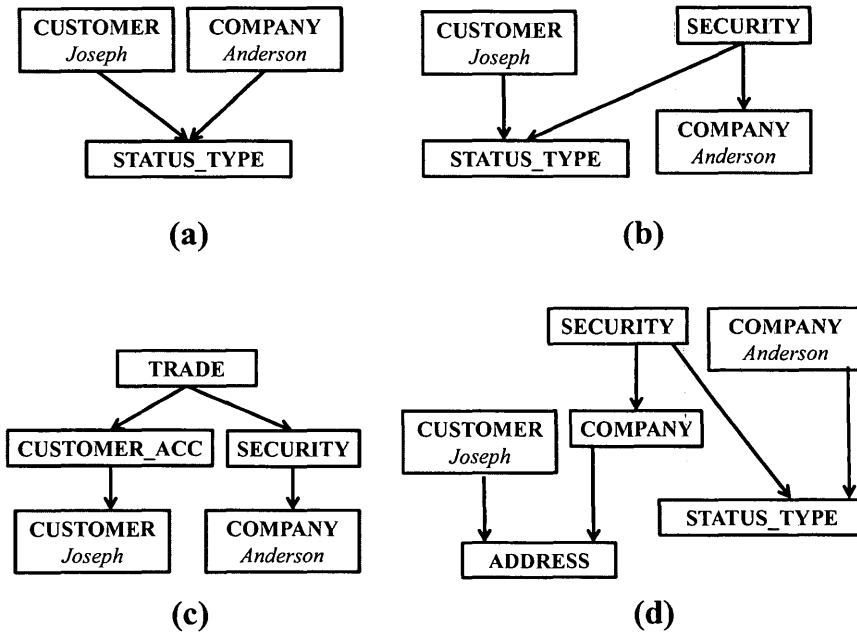 CUSTOMER
Joseph
COMPANY
Anderson
STATUS_TYPE
(a)
CUSTOMER
Joseph
SECURITY
STATUS_TYPE
COMPANY
Anderson
(b)
TRADE
CUSTOMER_ACC
SECURITY
CUSTOMER
Joseph
COMPANY
Anderson
(c)
SECURITY
COMPANY
Anderson
CUSTOMER
Joseph
COMPANY
STATUS_TYPE
ADDRESS
(d)